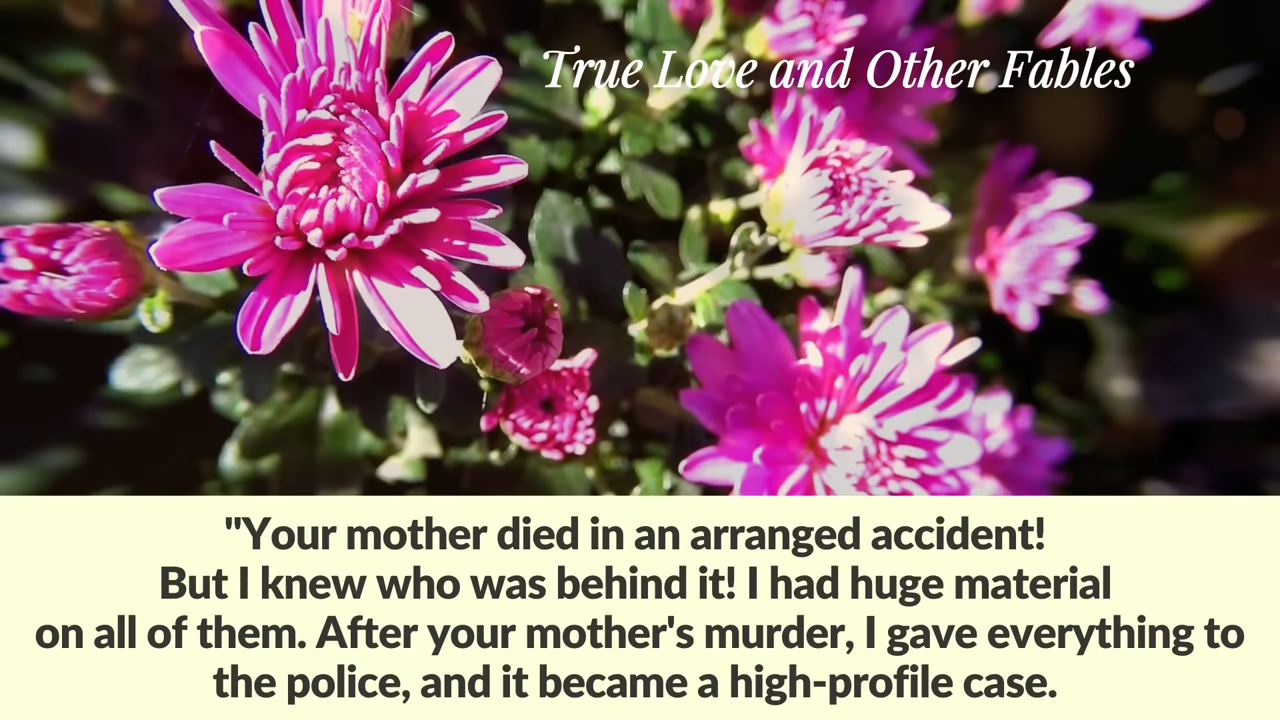 True Love and Other Fables
"Your mother died in an arranged accident!
But I knew who was behind it! I had huge material
on all of them. After your mother's murder, I gave everything to
the police, and it became a high-profile case.